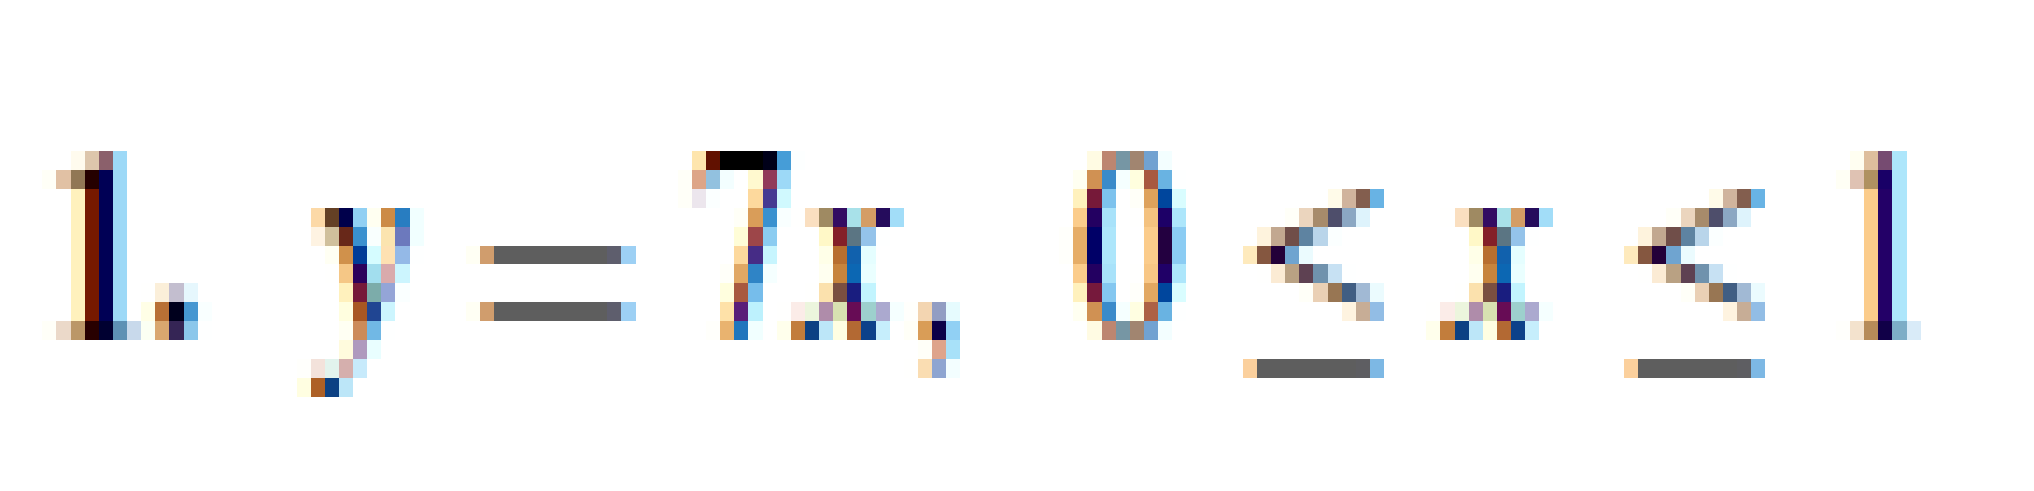 1. y = 7x, 0 ≤ x ≤ 1